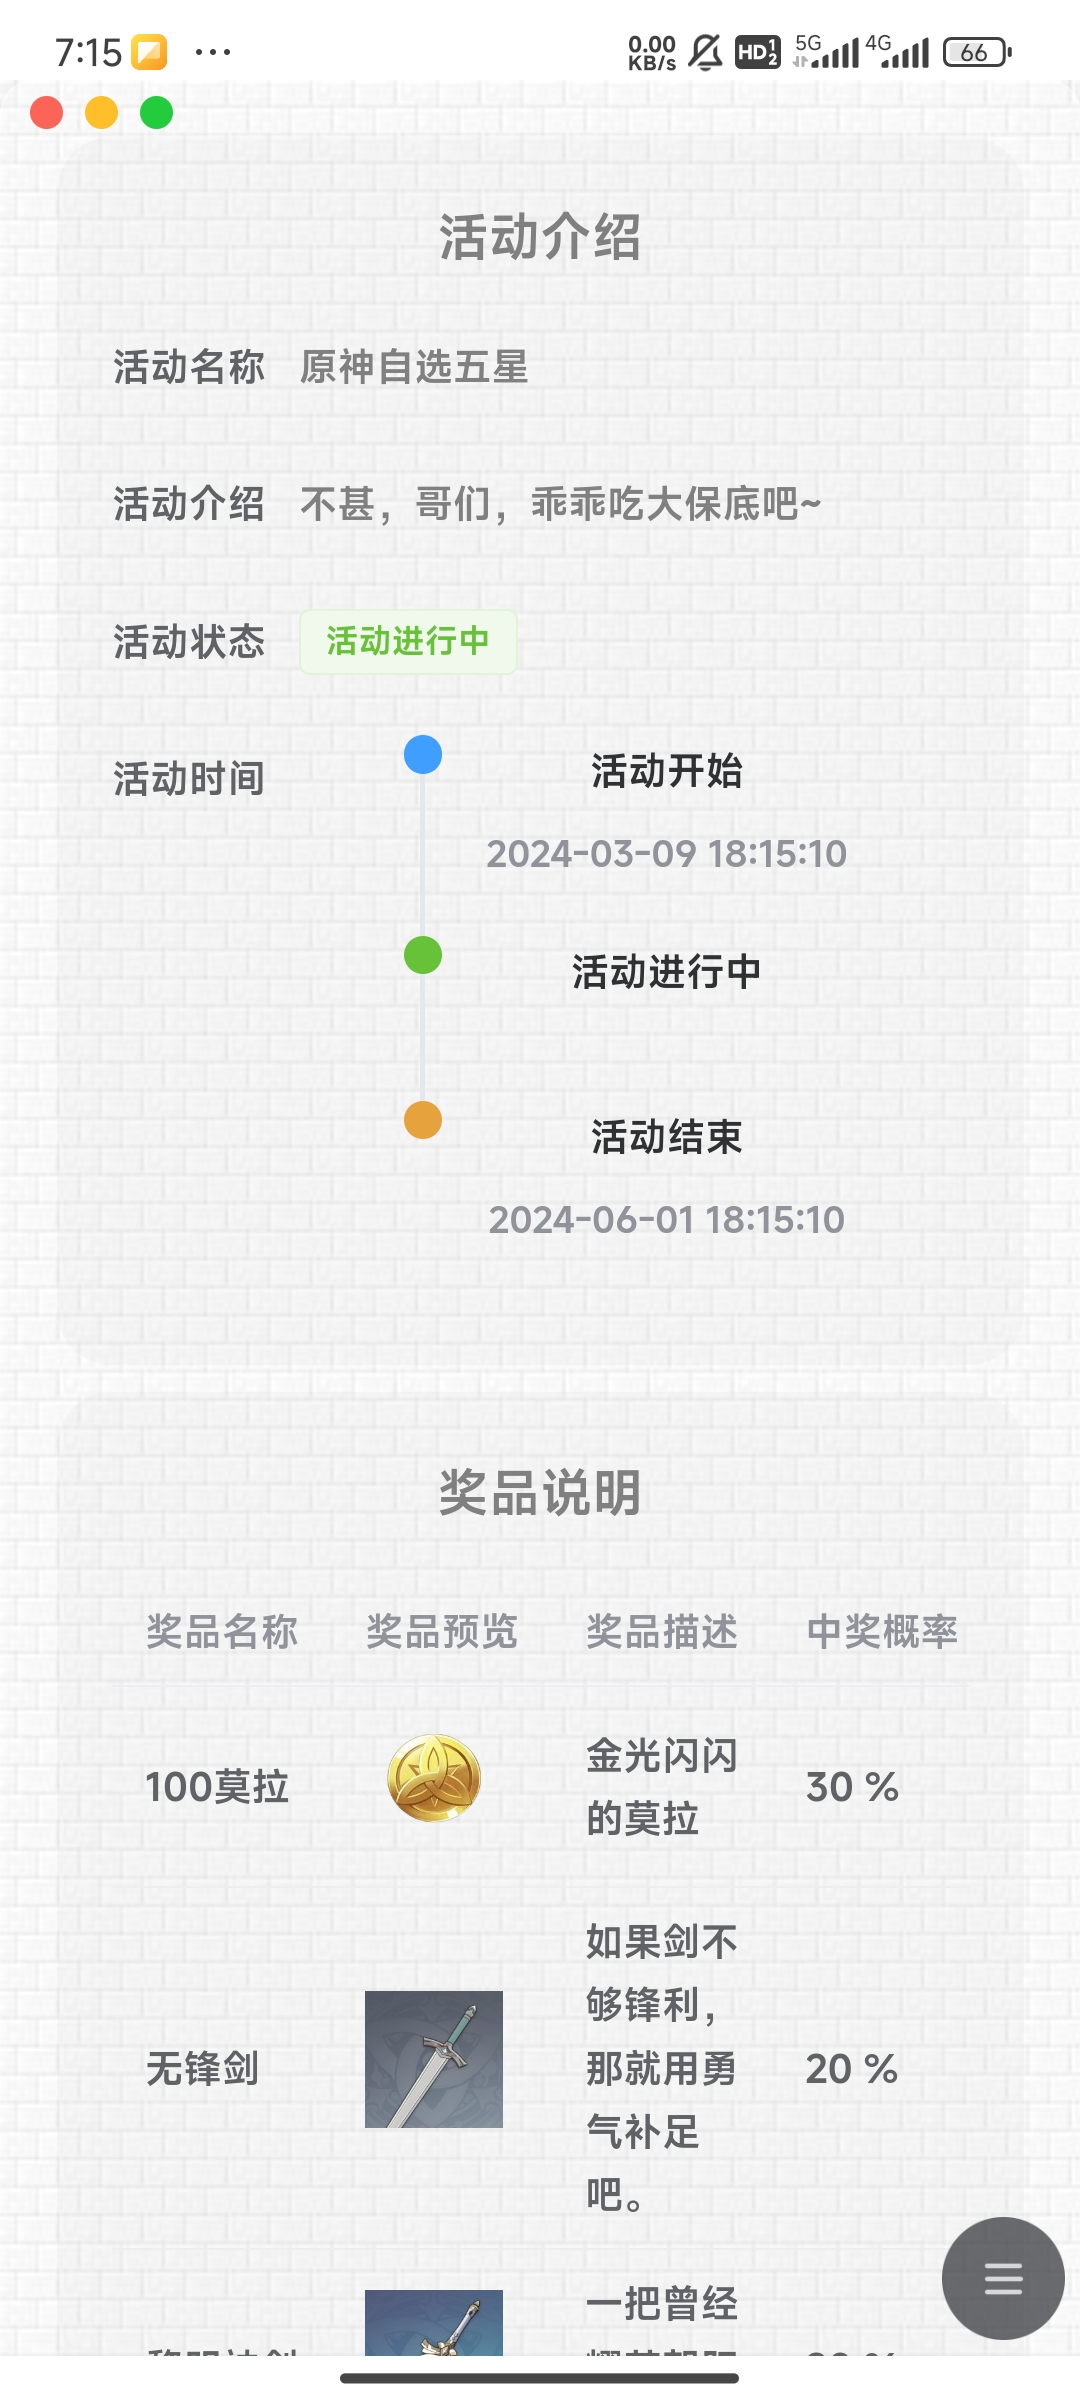 7:15
0.00 KB/s
HD 1 2
5G
4G
66
活动介绍
活动名称 原神自选五星
活动介绍 不甚，哥们，乖乖吃大保底吧~
活动状态 活动进行中
活动时间
活动开始
2024-03-09 18:15:10
活动进行中
活动结束
2024-06-01 18:15:10
奖品说明
奖品名称 奖品预览 奖品描述 中奖概率
100莫拉
金光闪闪
的莫拉
30 %
无锋剑
如果剑不
够锋利，
那就用勇
气补足
吧。
20 %
一把曾经